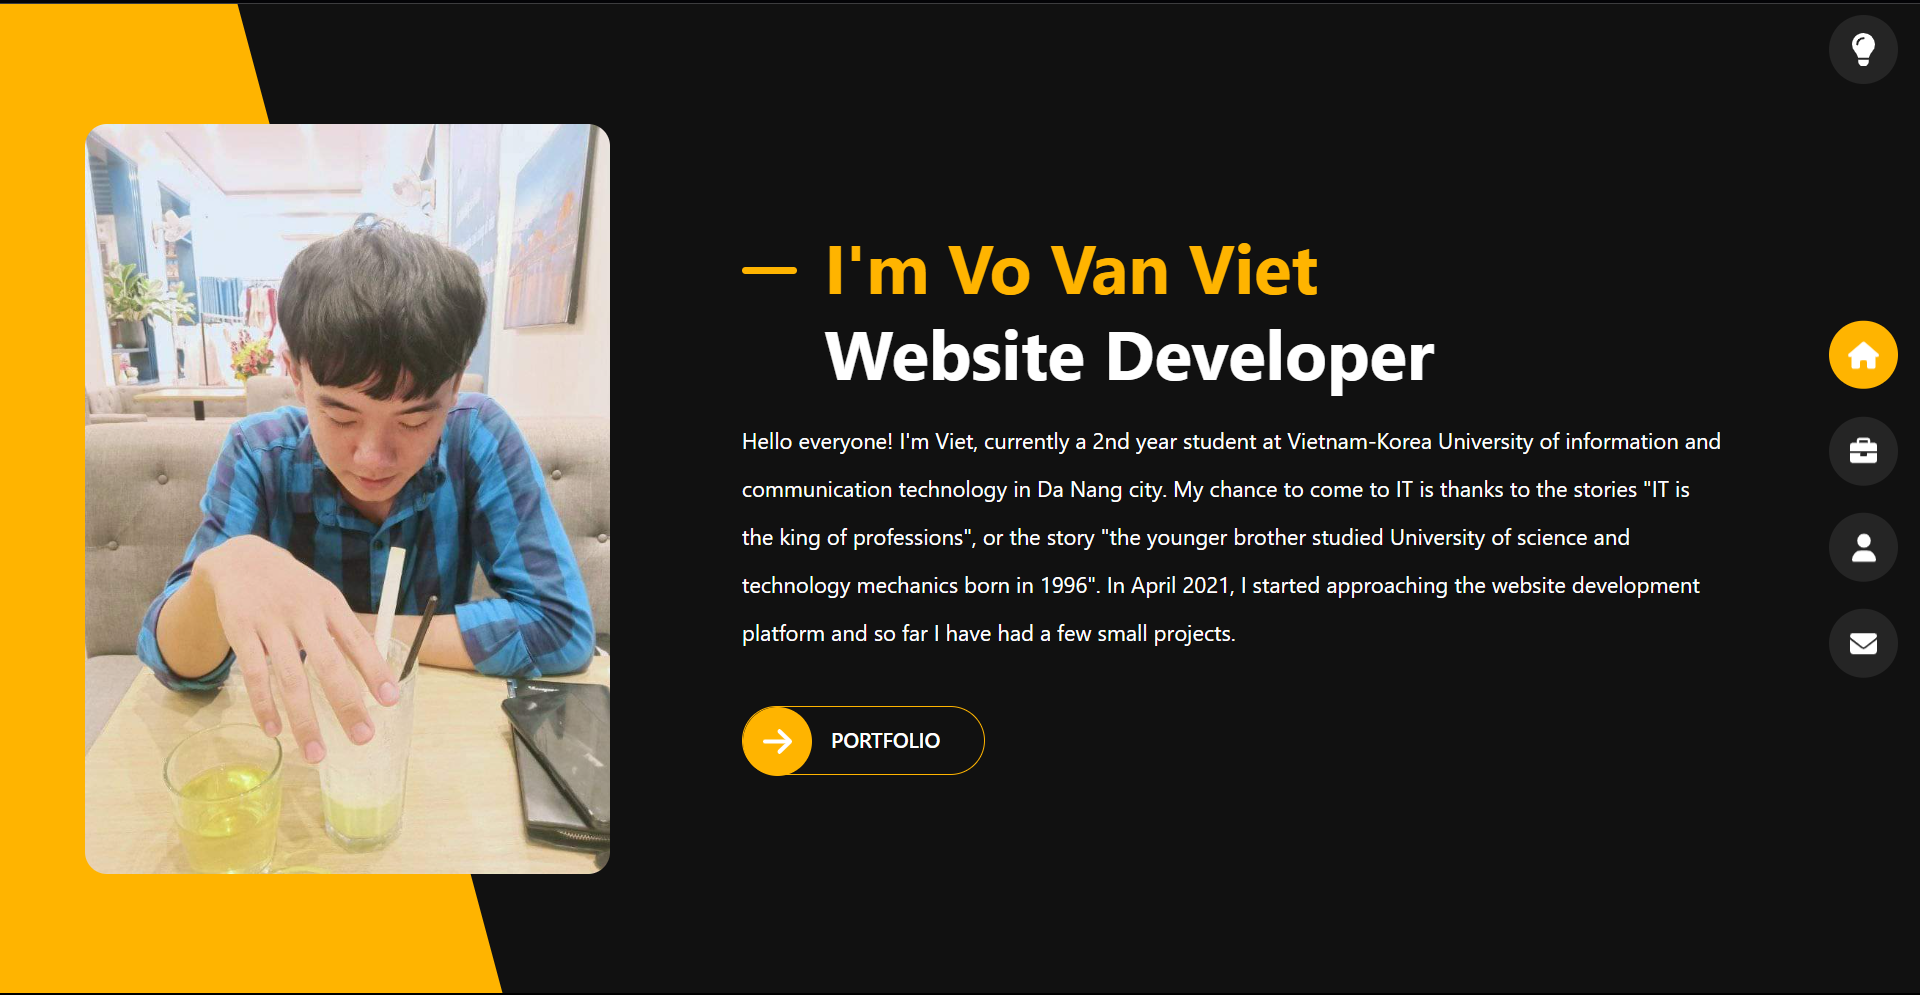 I'm Vo Van Viet
Website Developer
Hello everyone! I'm Viet, currently a 2nd year student at Vietnam-Korea University of information and
communication technology in Da Nang city. My chance to come to IT is thanks to the stories "IT is
the king of professions", or the story "the younger brother studied University of science and
technology mechanics born in 1996". In April 2021, I started approaching the website development
platform and so far I have had a few small projects.
PORTFOLIO